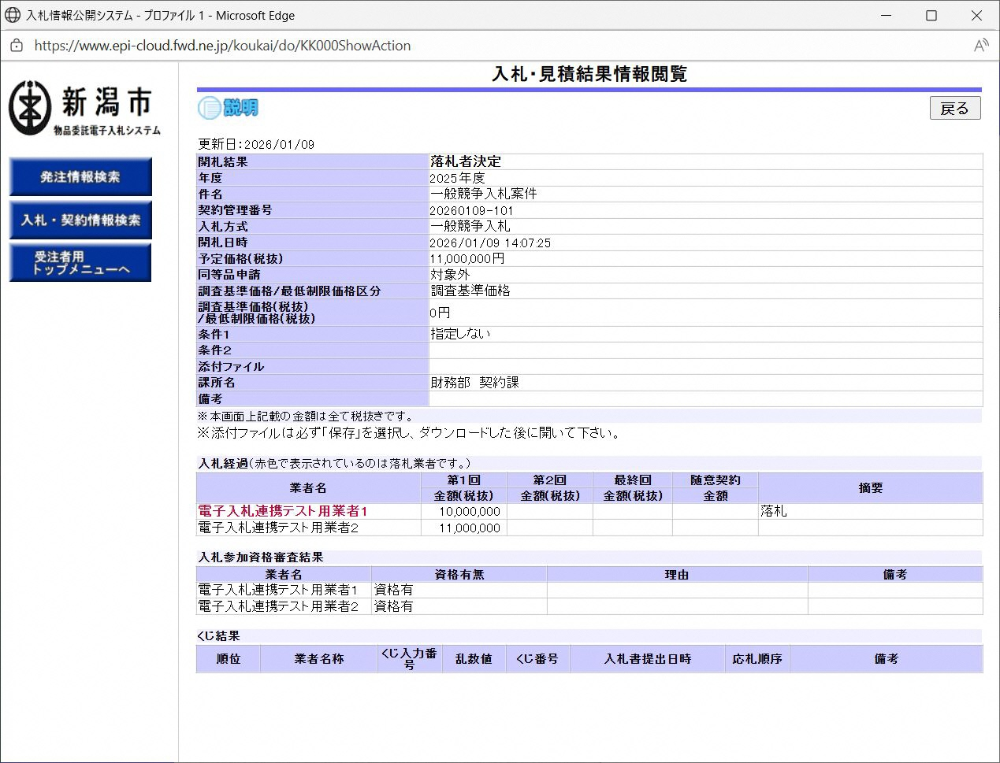 入札情報公開システム - プロファイル 1 - Microsoft Edge
https://www.epi-cloud.fwd.ne.jp/koukai/do/KK000ShowAction
新潟市
物品委託電子入札システム
発注情報検索
入札・契約情報検索
受注者用
トップメニューへ
入札・見積結果情報閲覧
説明
戻る
更新日:2026/01/09
開札結果 落札者決定
年度 2025年度
件名 一般競争入札案件
契約管理番号 20260109-101
入札方式 一般競争入札
開札日時 2026/01/09 14:07:25
予定価格(税抜) 11,000,000円
同等品申請 対象外
調査基準価格/最低制限価格区分 調査基準価格
調査基準価格(税抜)
/最低制限価格(税抜) 0円
条件1 指定しない
条件2
添付ファイル
課所名 財務部 契約課
備考
※本画面上記載の金額は全て税抜きです。
※添付ファイルは必ず「保存」を選択し、ダウンロードした後に開いて下さい。
入札経過(赤色で表示されているのは落札業者です。)
業者名 第1回 第2回 最終回 随意契約 摘要
金額(税抜) 金額(税抜) 金額(税抜) 金額
電子入札連携テスト用業者1 10,000,000 落札
電子入札連携テスト用業者2 11,000,000
入札参加資格審査結果
業者名 資格有無 理由 備考
電子入札連携テスト用業者1 資格有
電子入札連携テスト用業者2 資格有
くじ結果
順位 業者名称 くじ入力番号 乱数値 くじ番号 入札書提出日時 応札順序 備考